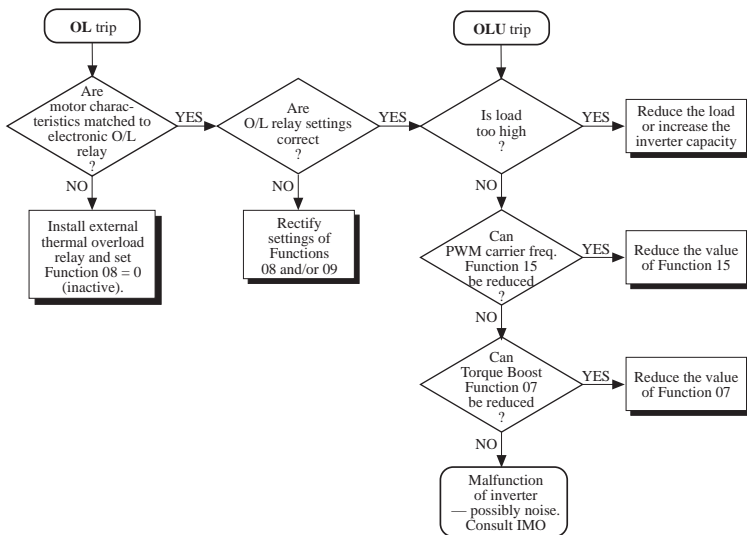 OL trip
OLU trip
Are
motor charac-
teristics matched to
electronic O/L
relay
?
YES
Are
O/L relay settings
correct
?
YES
Is load
too high
?
YES
Reduce the load
or increase the
inverter capacity
NO
Install external
thermal overload
relay and set
Function 08 = 0
(inactive).
NO
Rectify
settings of
Functions
08 and/or 09
NO
Can
PWM carrier freq.
Function 15
be reduced
?
YES
Reduce the value
of Function 15
NO
Can
Torque Boost
Function 07
be reduced
?
YES
Reduce the value
of Function 07
NO
Malfunction
of inverter
— possibly noise.
Consult IMO